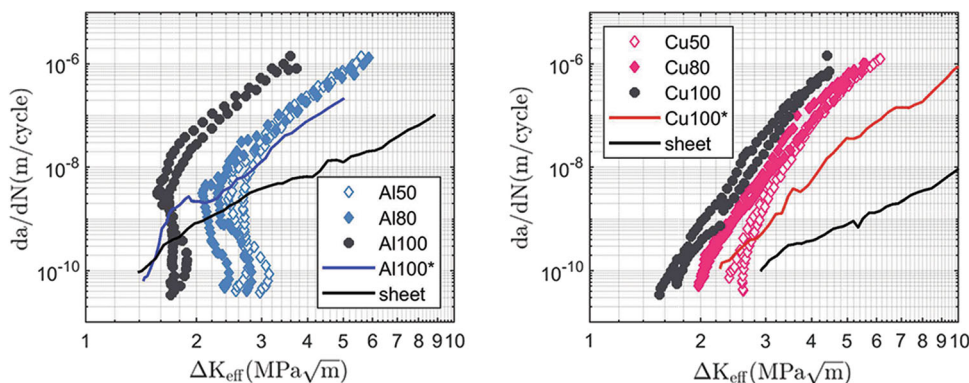 da/dN(m/cycle)
10⁻⁶
10⁻⁸
10⁻¹⁰
Al50
Al80
Al100
Al100*
sheet
1 2 3 4 5 6 7 8 9 10
ΔK_eff(MPa√m)
da/dN(m/cycle)
10⁻⁶
10⁻⁸
10⁻¹⁰
Cu50
Cu80
Cu100
Cu100*
sheet
1 2 3 4 5 6 7 8 9 10
ΔK_eff(MPa√m)